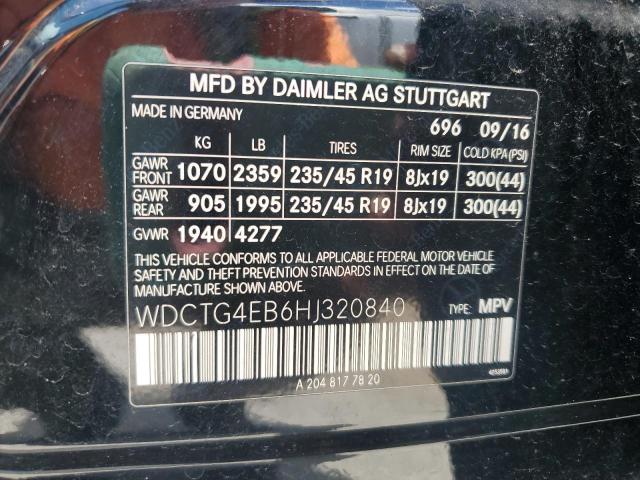 MFD BY DAIMLER AG STUTTGART
MADE IN GERMANY
696 09/16
KG LB TIRES RIM SIZE COLD KPA(PSI)
GAWR FRONT 1070 2359 235/45 R19 8Jx19 300(44)
GAWR REAR 905 1995 235/45 R19 8Jx19 300(44)
GVWR 1940 4277
THIS VEHICLE CONFORMS TO ALL APPLICABLE FEDERAL MOTOR VEHICLE
SAFETY AND THEFT PREVENTION STANDARDS IN EFFECT ON THE DATE
OF MANUFACTURE SHOWN ABOVE.
WDCTG4EB6HJ320840 TYPE: MPV
A 204 817 78 20